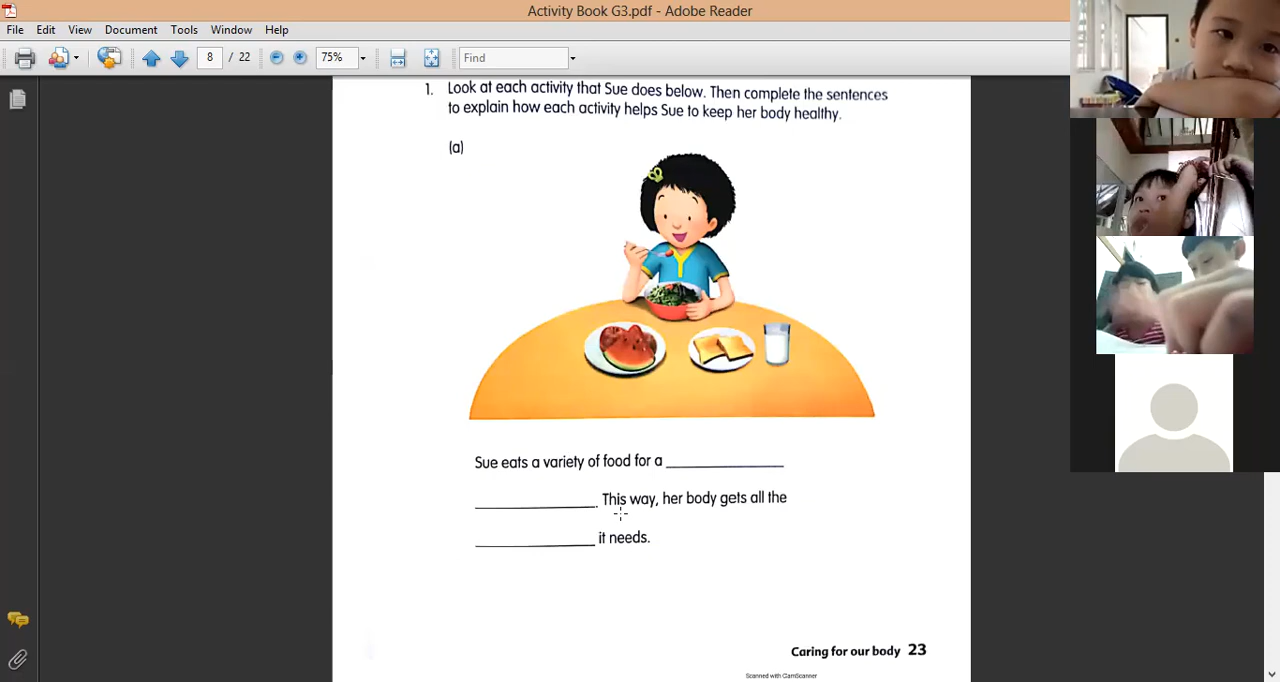 Activity Book G3.pdf - Adobe Reader
File Edit View Document Tools Window Help
8 / 22 75% Find
1. Look at each activity that Sue does below. Then complete the sentences
to explain how each activity helps Sue to keep her body healthy.
(a)
Sue eats a variety of food for a ____________
____________. This way, her body gets all the
____________ it needs.
Caring for our body 23
Scanned with CamScanner